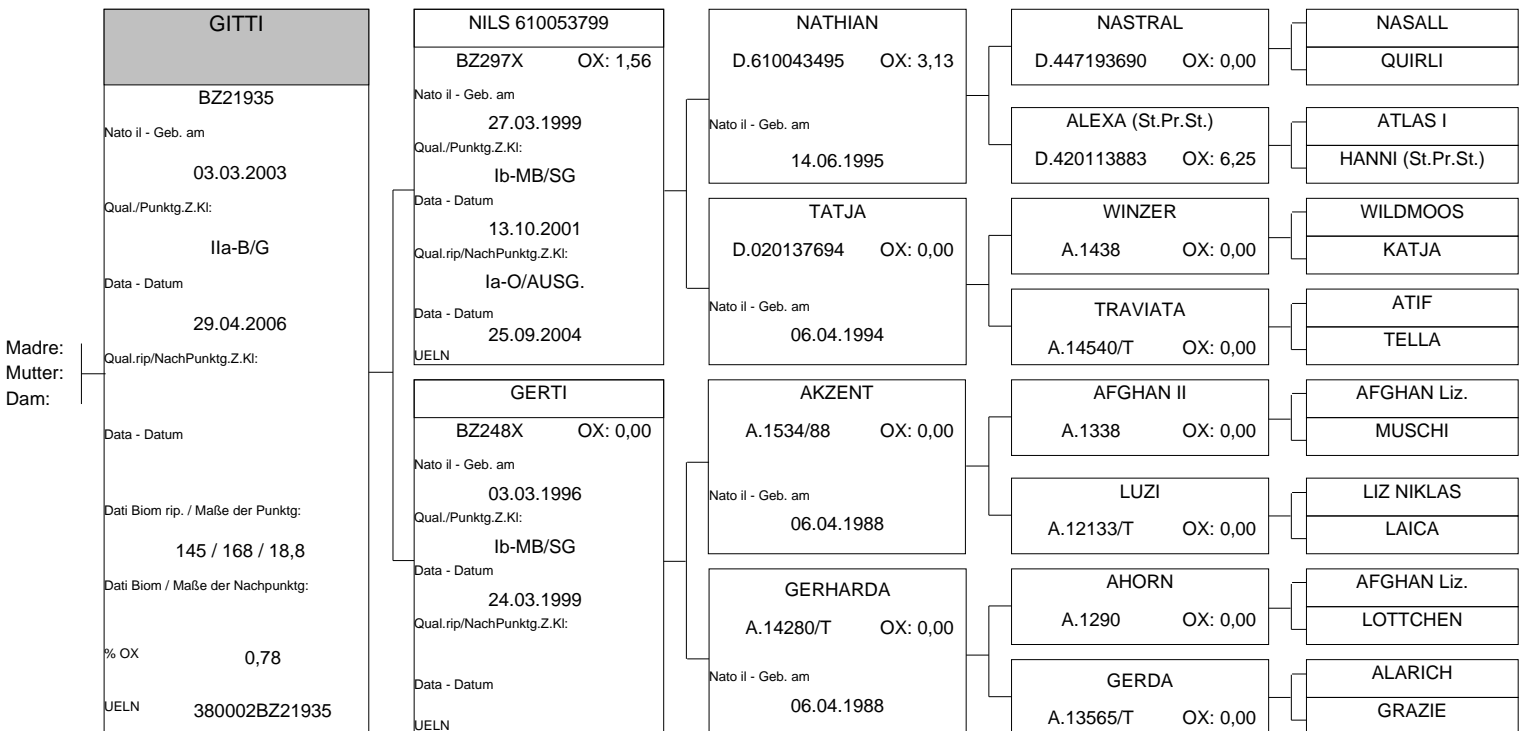 Madre:
Mutter:
Dam:
GITTI
BZ21935
Nato il - Geb. am
03.03.2003
Qual./Punktg.Z.Kl:
IIa-B/G
Data - Datum
29.04.2006
Qual.rip/NachPunktg.Z.Kl:
Data - Datum
Dati Biom rip. / Maße der Punktg:
145 / 168 / 18,8
Dati Biom / Maße der Nachpunktg:
% OX 0,78
UELN 380002BZ21935
NILS 610053799
BZ297X OX: 1,56
Nato il - Geb. am
27.03.1999
Qual./Punktg.Z.Kl:
Ib-MB/SG
Data - Datum
13.10.2001
Qual.rip/NachPunktg.Z.Kl:
Ia-O/AUSG.
Data - Datum
25.09.2004
UELN
GERTI
BZ248X OX: 0,00
Nato il - Geb. am
03.03.1996
Qual./Punktg.Z.Kl:
Ib-MB/SG
Data - Datum
24.03.1999
Qual.rip/NachPunktg.Z.Kl:
Data - Datum
UELN
NATHIAN
D.610043495 OX: 3,13
Nato il - Geb. am
14.06.1995
TATJA
D.020137694 OX: 0,00
Nato il - Geb. am
06.04.1994
AKZENT
A.1534/88 OX: 0,00
Nato il - Geb. am
06.04.1988
GERHARDA
A.14280/T OX: 0,00
Nato il - Geb. am
06.04.1988
NASTRAL
D.447193690 OX: 0,00
ALEXA (St.Pr.St.)
D.420113883 OX: 6,25
WINZER
A.1438 OX: 0,00
TRAVIATA
A.14540/T OX: 0,00
AFGHAN II
A.1338 OX: 0,00
LUZI
A.12133/T OX: 0,00
AHORN
A.1290 OX: 0,00
GERDA
A.13565/T OX: 0,00
NASALL
QUIRLI
ATLAS I
HANNI (St.Pr.St.)
WILDMOOS
KATJA
ATIF
TELLA
AFGHAN Liz.
MUSCHI
LIZ NIKLAS
LAICA
AFGHAN Liz.
LOTTCHEN
ALARICH
GRAZIE